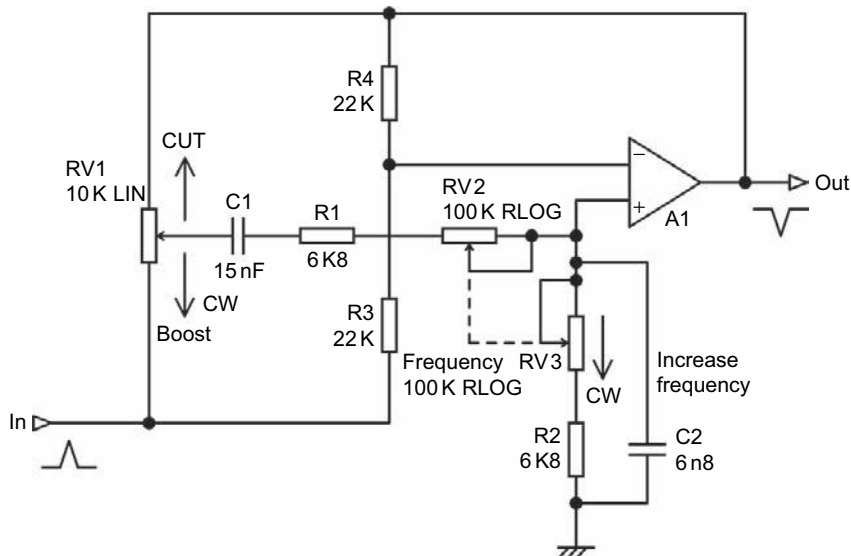 R4
22 K
CUT
RV1
10 K LIN
C1
15 nF
R1
6 K8
RV2
100 K RLOG
−
+
A1
Out
CW
Boost
R3
22 K
Frequency
100 K RLOG
RV3
CW
Increase
frequency
In
R2
6 K8
C2
6 n8